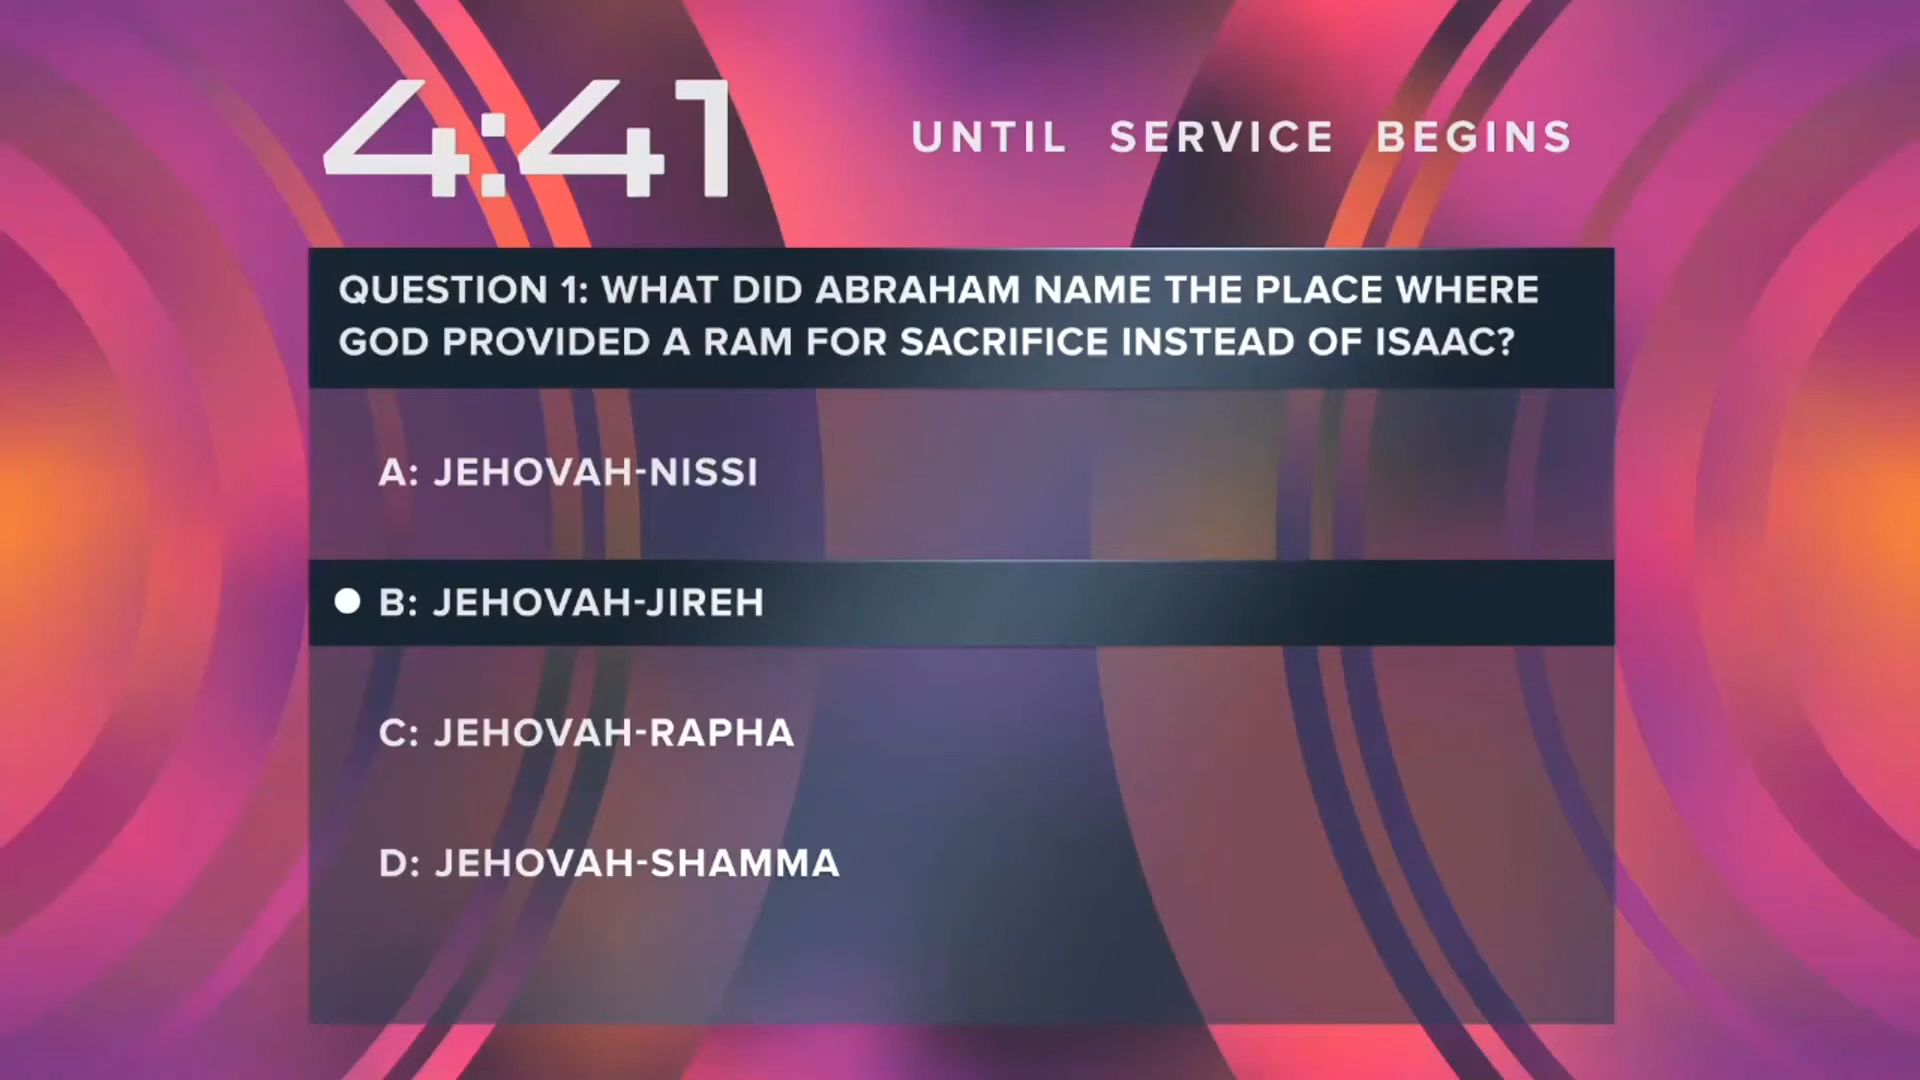 4:41
UNTIL SERVICE BEGINS
QUESTION 1: WHAT DID ABRAHAM NAME THE PLACE WHERE
GOD PROVIDED A RAM FOR SACRIFICE INSTEAD OF ISAAC?
A: JEHOVAH-NISSI
B: JEHOVAH-JIREH
C: JEHOVAH-RAPHA
D: JEHOVAH-SHAMMA